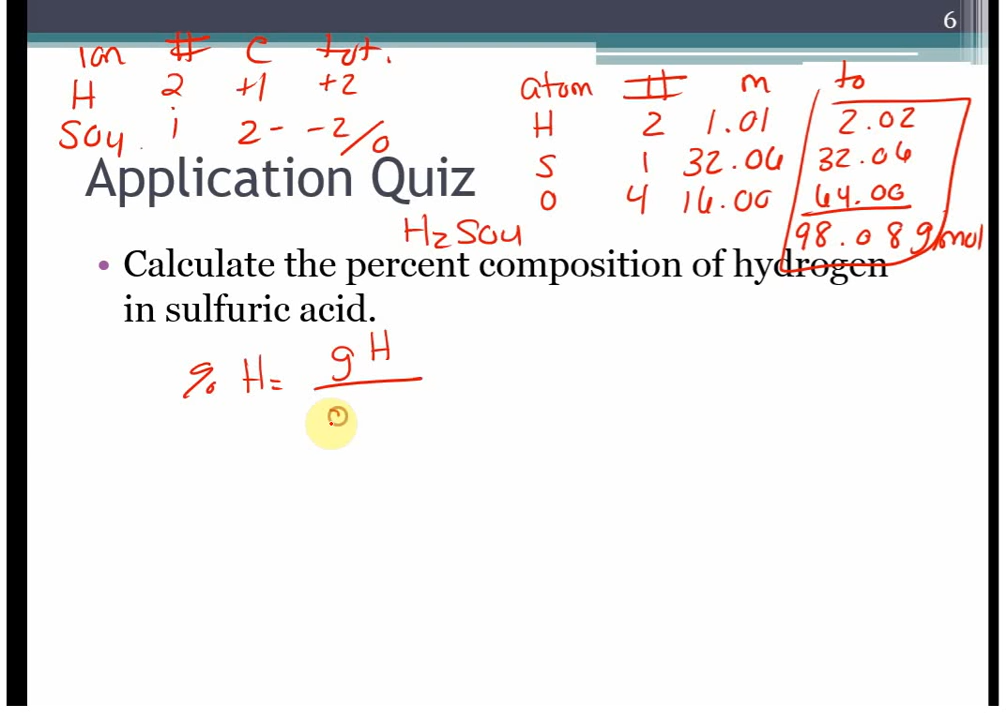 6
Ion # C tot.
H 2 +1 +2
SO4 1 2- -2/0
atom # m to
H 2 1.01 2.02
S 1 32.06 32.06
O 4 16.00 64.00
98.08 g/mol
Application Quiz
H2SO4
• Calculate the percent composition of hydrogen
in sulfuric acid.
% H = g H